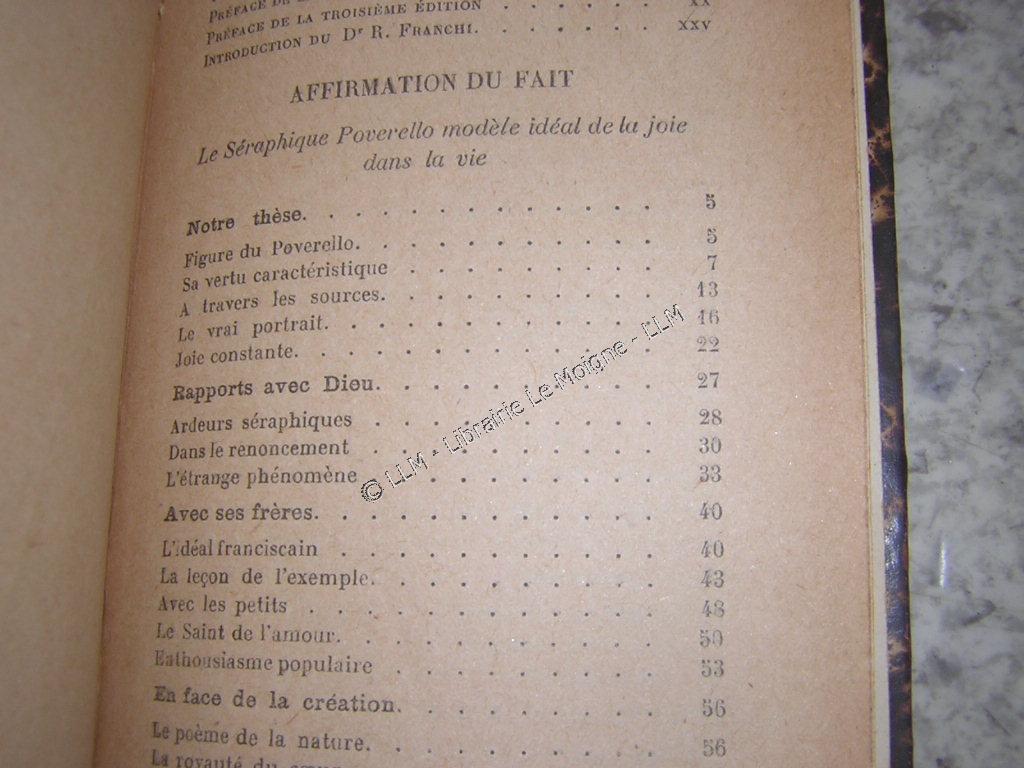 PRÉFACE DE
PRÉFACE DE LA TROISIÈME ÉDITION . . . . . . XX
INTRODUCTION DU Dr R. FRANCHI. . . . . . . XXV
AFFIRMATION DU FAIT
Le Séraphique Poverello modèle idéal de la joie
dans la vie
Notre thèse. . . . . . . . . . . . . 5
Figure du Poverello. . . . . . . . . . . 5
Sa vertu caractéristique . . . . . . . . . 7
A travers les sources. . . . . . . . . . 13
Le vrai portrait. . . . . . . . . . . . 16
Joie constante. . . . . . . . . . . . . 22
Rapports avec Dieu. . . . . . . . . . 27
Ardeurs séraphiques . . . . . . . . . . 28
Dans le renoncement . . . . . . . . . . 30
L'étrange phénomène . . . . . . . . . . 33
Avec ses frères. . . . . . . . . . . . 40
L'idéal franciscain . . . . . . . . . . . 40
La leçon de l'exemple. . . . . . . . . . 43
Avec les petits . . . . . . . . . . . . 48
Le Saint de l'amour. . . . . . . . . . . 50
Enthousiasme populaire . . . . . . . . . 53
En face de la création. . . . . . . . . 56
Le poème de la nature. . . . . . . . . . 56
La royauté du
© LLM - Librairie Le Moigne - LLM